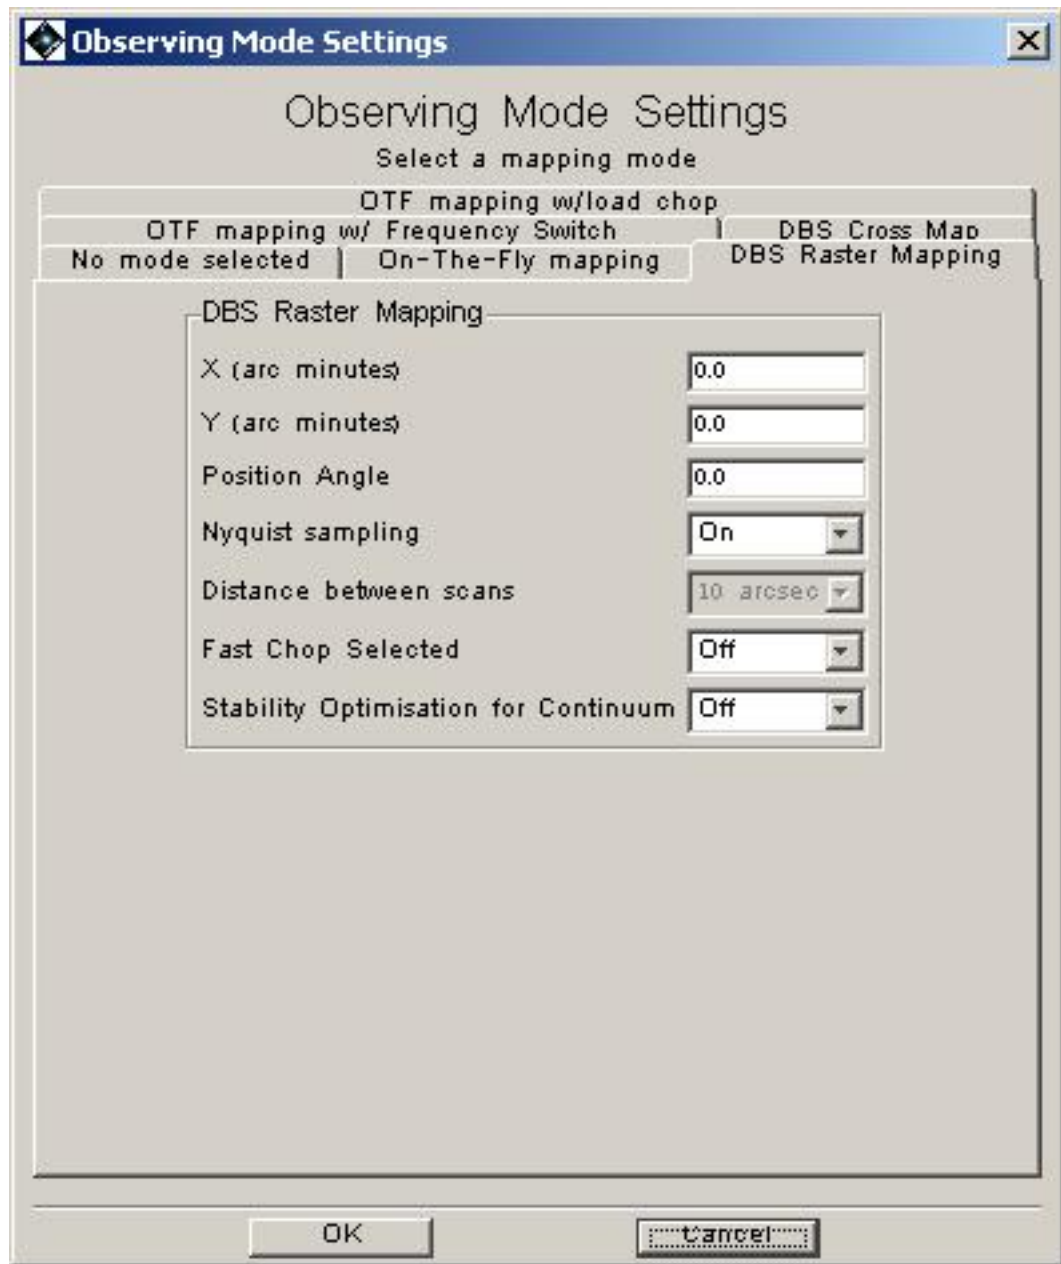 Observing Mode Settings
Observing Mode Settings
Select a mapping mode
OTF mapping w/load chop
OTF mapping w/ Frequency Switch
DBS Cross Map
No mode selected
On-The-Fly mapping
DBS Raster Mapping
DBS Raster Mapping
X (arc minutes) 0.0
Y (arc minutes) 0.0
Position Angle 0.0
Nyquist sampling On
Distance between scans 10 arcsec
Fast Chop Selected Off
Stability Optimisation for Continuum Off
OK Cancel